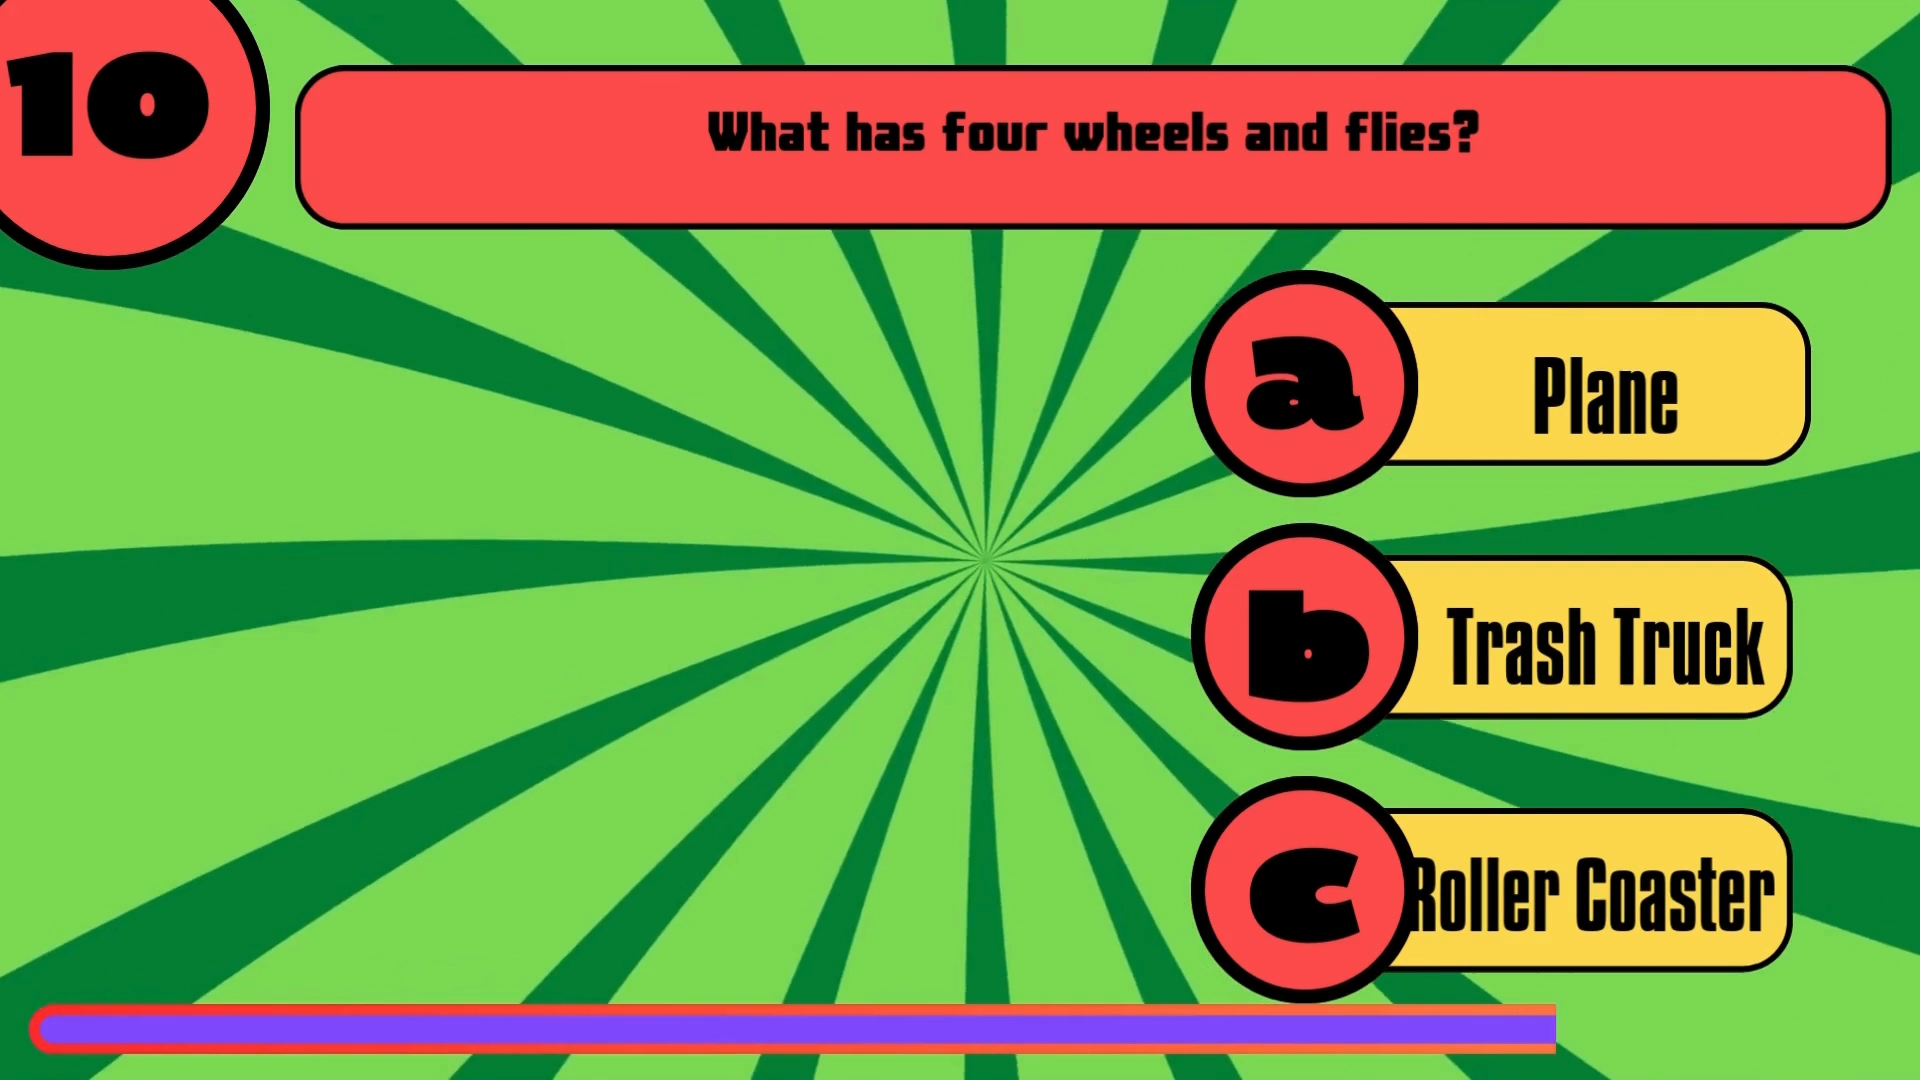 10
What has four wheels and flies?
a
Plane
b
Trash Truck
c
Roller Coaster